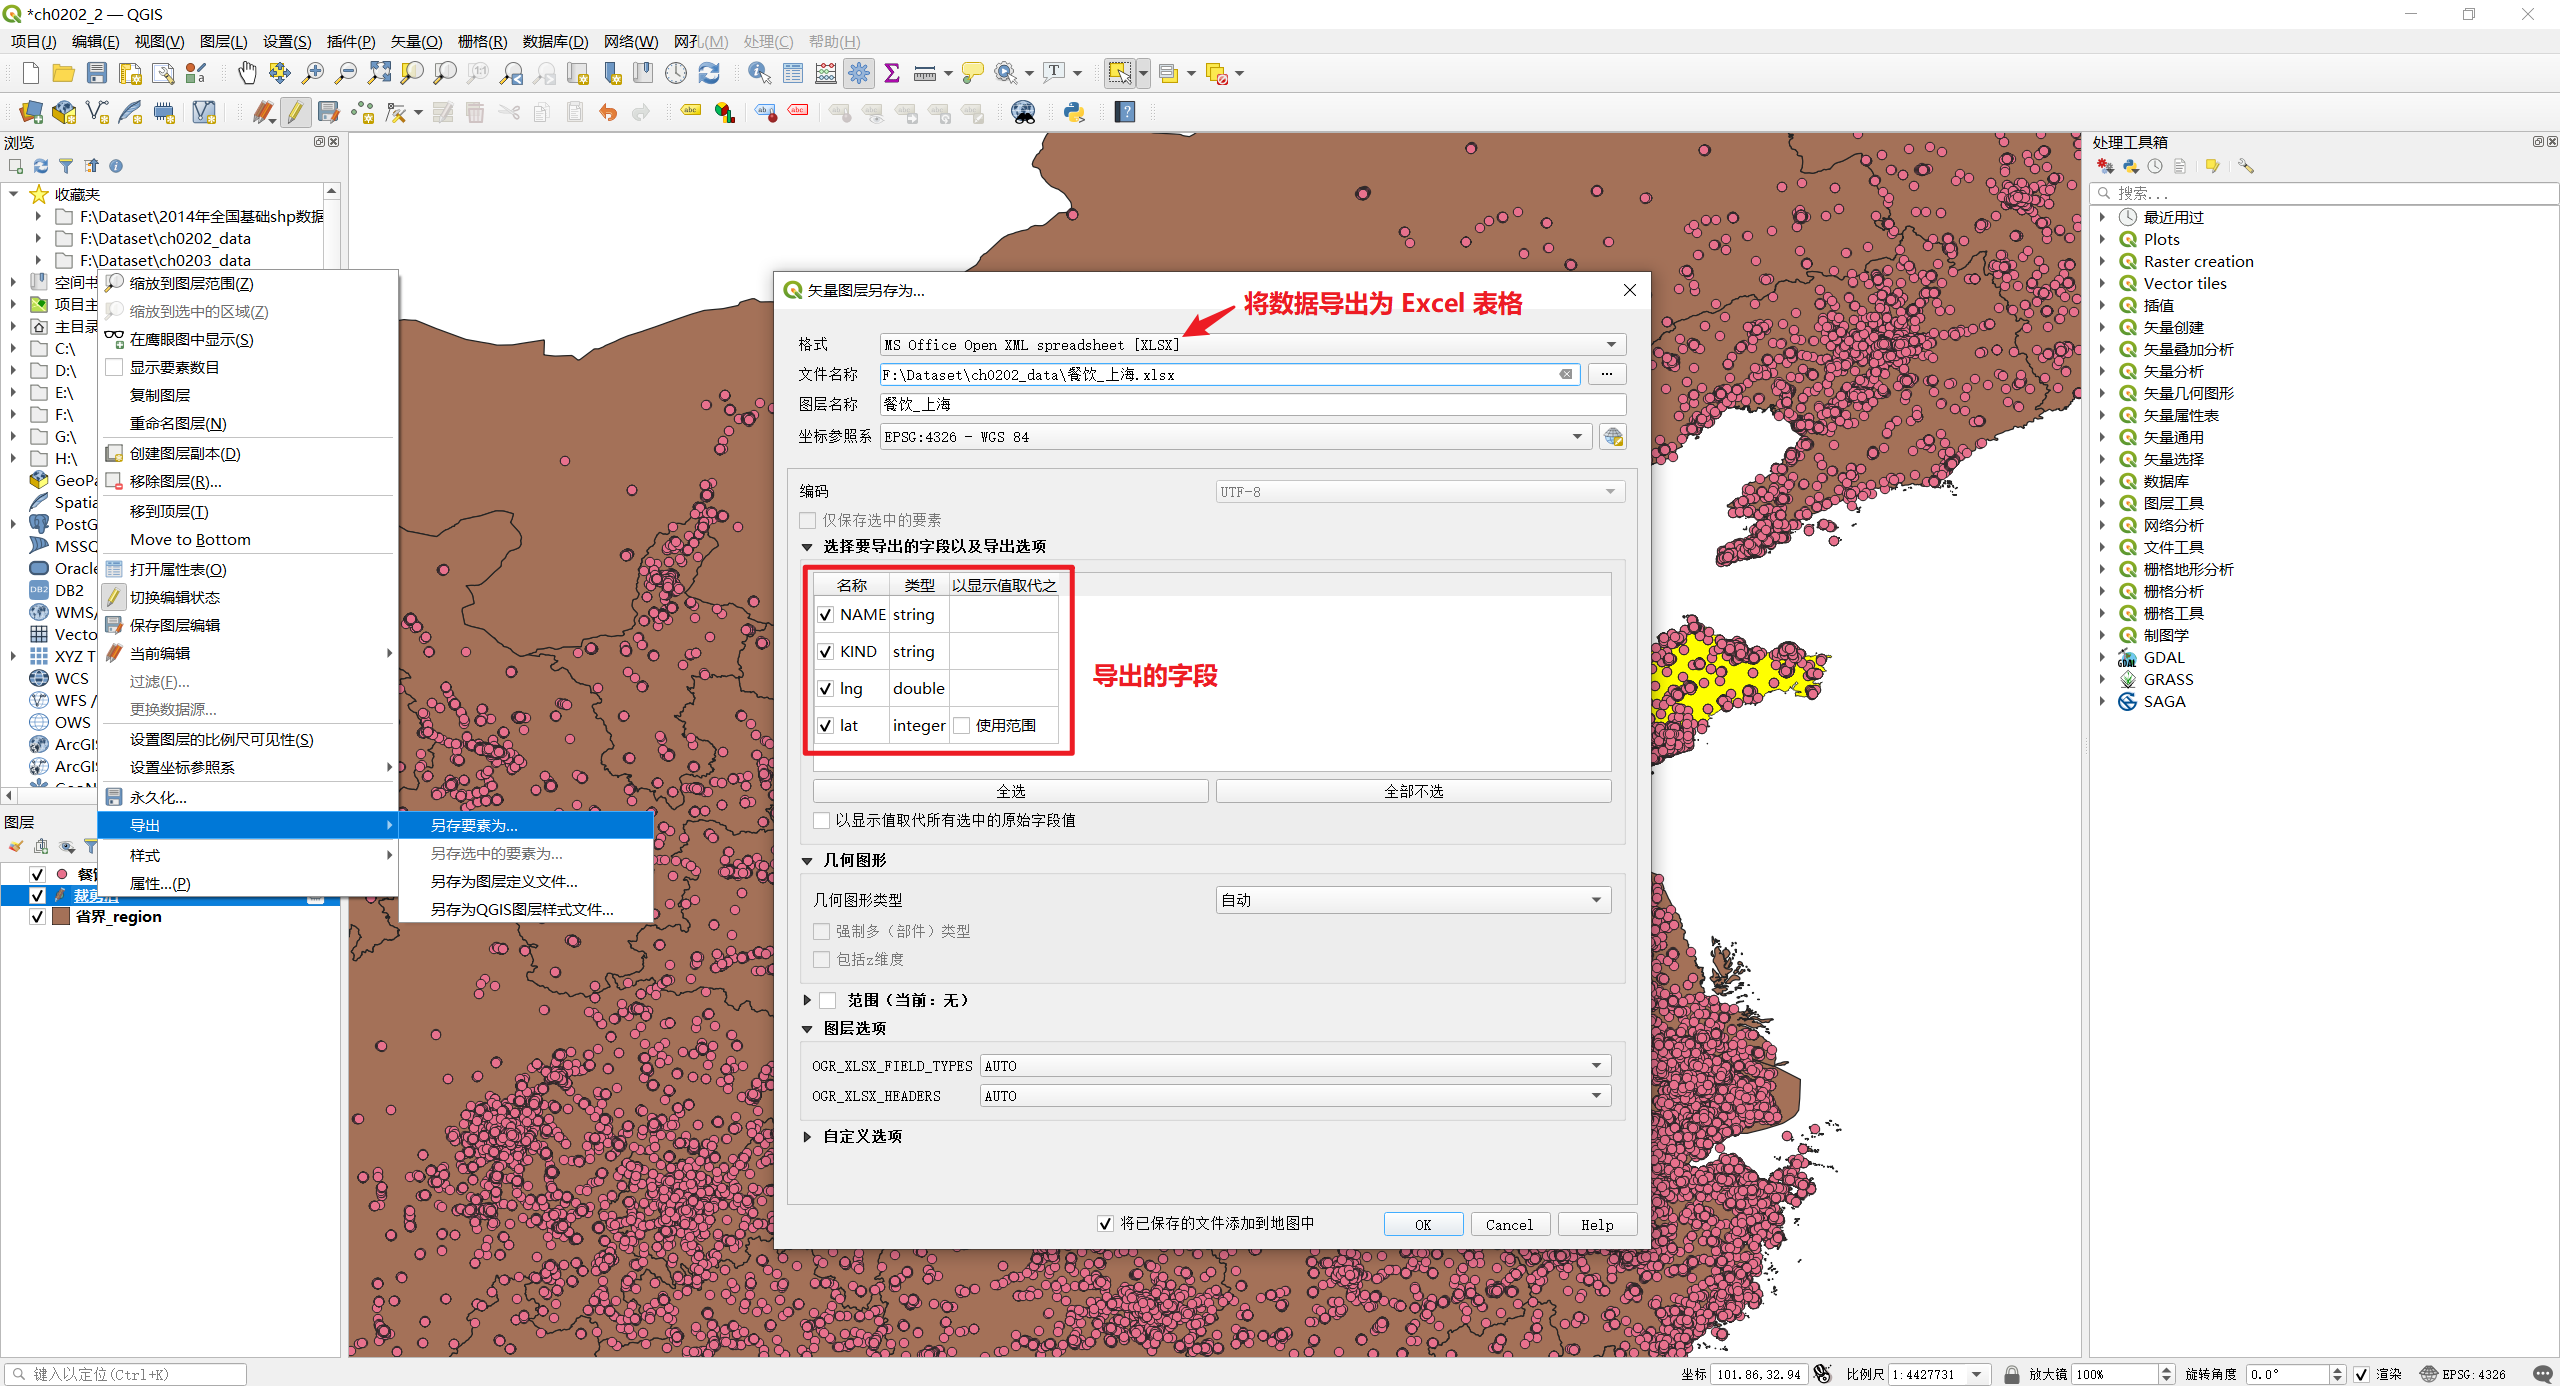 *ch0202_2 — QGIS
项目(J) 编辑(E) 视图(V) 图层(L) 设置(S) 插件(P) 矢量(O) 栅格(R) 数据库(D) 网络(W) 网孔(M) 处理(C) 帮助(H)
浏览
收藏夹
F:\Dataset\2014年全国基础shp数据
F:\Dataset\ch0202_data
F:\Dataset\ch0203_data
空间书
项目主
主目录
C:\
D:\
E:\
F:\
G:\
H:\
GeoPa
Spatia
PostG
MSSQ
Oracle
DB2
WMS/
Vecto
XYZ T
WCS
WFS /
OWS
ArcGIS
ArcGIS
图层
餐饮
裁剪后
省界_region
缩放到图层范围(Z)
缩放到选中的区域(Z)
在鹰眼图中显示(S)
显示要素数目
复制图层
重命名图层(N)
创建图层副本(D)
移除图层(R)...
移到顶层(T)
Move to Bottom
打开属性表(O)
切换编辑状态
保存图层编辑
当前编辑
过滤(F)...
更换数据源...
设置图层的比例尺可见性(S)
设置坐标参照系
永久化...
导出
样式
属性...(P)
另存要素为...
另存选中的要素为...
另存为图层定义文件...
另存为QGIS图层样式文件...
矢量图层另存为...
将数据导出为 Excel 表格
格式 MS Office Open XML spreadsheet [XLSX]
文件名称 F:\Dataset\ch0202_data\餐饮_上海.xlsx ...
图层名称 餐饮_上海
坐标参照系 EPSG:4326 - WGS 84
编码 UTF-8
仅保存选中的要素
选择要导出的字段以及导出选项
名称 类型 以显示值取代之
NAME string
KIND string
lng double
lat integer 使用范围
导出的字段
全选 全部不选
以显示值取代所有选中的原始字段值
几何图形
几何图形类型 自动
强制多（部件）类型
包括z维度
范围（当前：无）
图层选项
OGR_XLSX_FIELD_TYPES AUTO
OGR_XLSX_HEADERS AUTO
自定义选项
将已保存的文件添加到地图中 OK Cancel Help
处理工具箱
搜索...
最近用过
Plots
Raster creation
Vector tiles
插值
矢量创建
矢量叠加分析
矢量分析
矢量几何图形
矢量属性表
矢量通用
矢量选择
数据库
图层工具
网络分析
文件工具
栅格地形分析
栅格分析
栅格工具
制图学
GDAL
GRASS
SAGA
键入以定位(Ctrl+K) 坐标 101.86,32.94 比例尺 1:4427731 放大镜 100% 旋转角度 0.0° 渲染 EPSG:4326